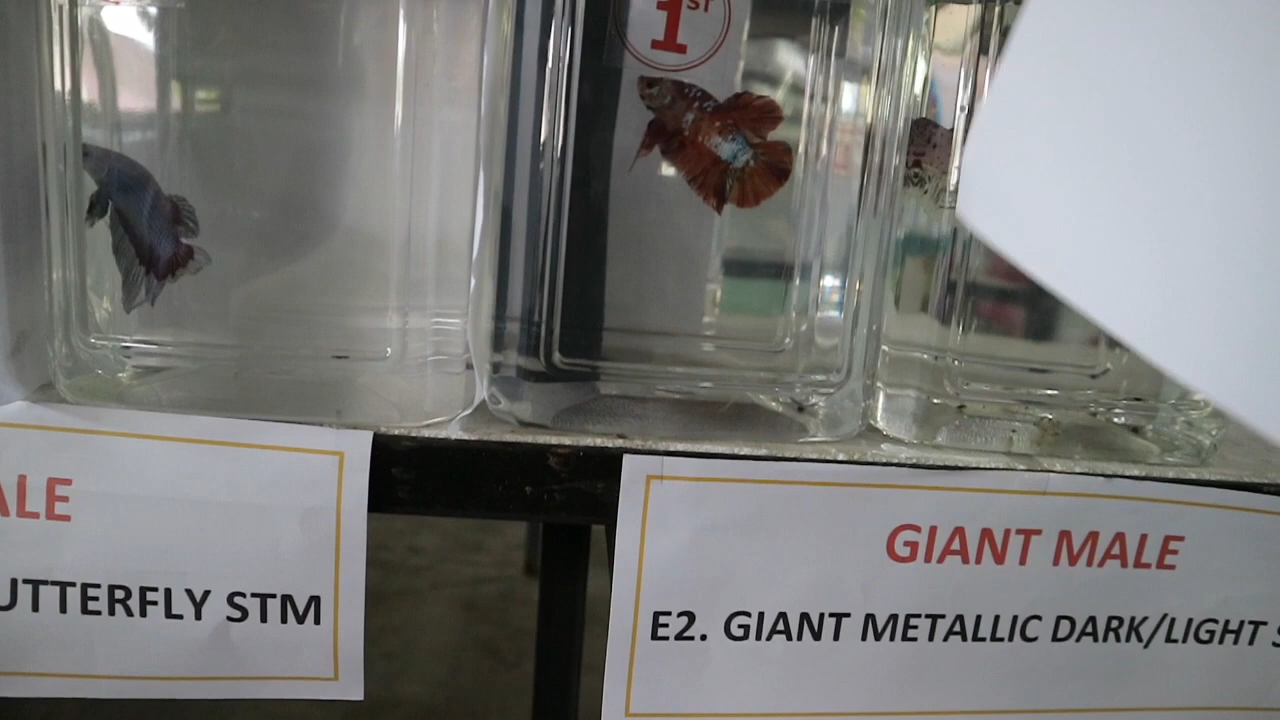 1ST
ALE
UTTERFLY STM
GIANT MALE
E2. GIANT METALLIC DARK/LIGHT